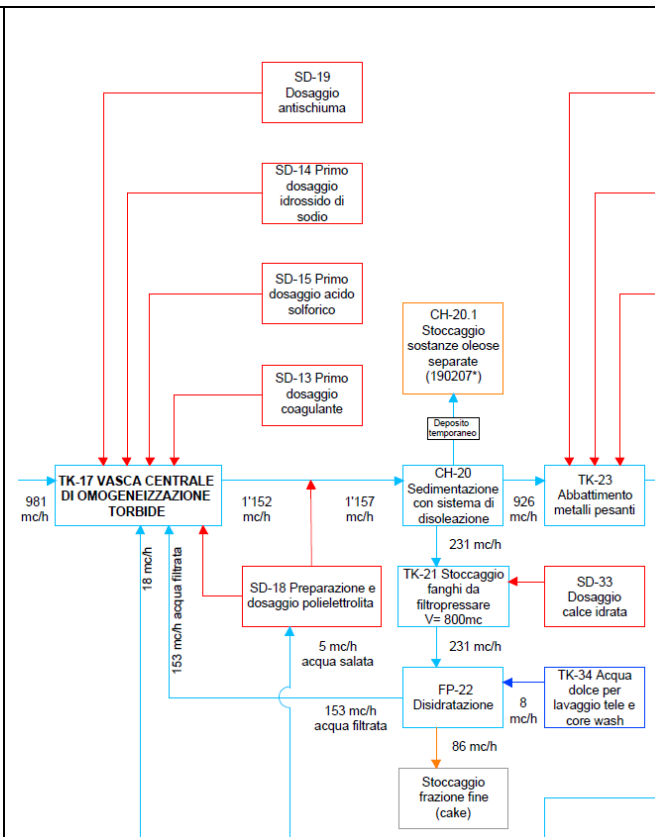 SD-19
Dosaggio
antischiuma
SD-14 Primo
dosaggio
idrossido di
sodio
SD-15 Primo
dosaggio acido
solforico
CH-20.1
Stoccaggio
sostanze oleose
separate
(190207*)
SD-13 Primo
dosaggio
coagulante
Deposito
temporaneo
TK-17 VASCA CENTRALE
DI OMOGENEIZZAZIONE
TORBIDE
CH-20
Sedimentazione
con sistema di
disoleazione
TK-23
Abbattimento
metalli pesanti
981
mc/h
1'152
mc/h
1'157
mc/h
926
mc/h
231 mc/h
18 mc/h
153 mc/h acqua filtrata
SD-18 Preparazione e
dosaggio polielettrolita
TK-21 Stoccaggio
fanghi da
filtropressare
V= 800mc
SD-33
Dosaggio
calce idrata
5 mc/h
acqua salata
231 mc/h
FP-22
Disidratazione
TK-34 Acqua
dolce per
lavaggio tele e
core wash
153 mc/h
acqua filtrata
8
mc/h
86 mc/h
Stoccaggio
frazione fine
(cake)